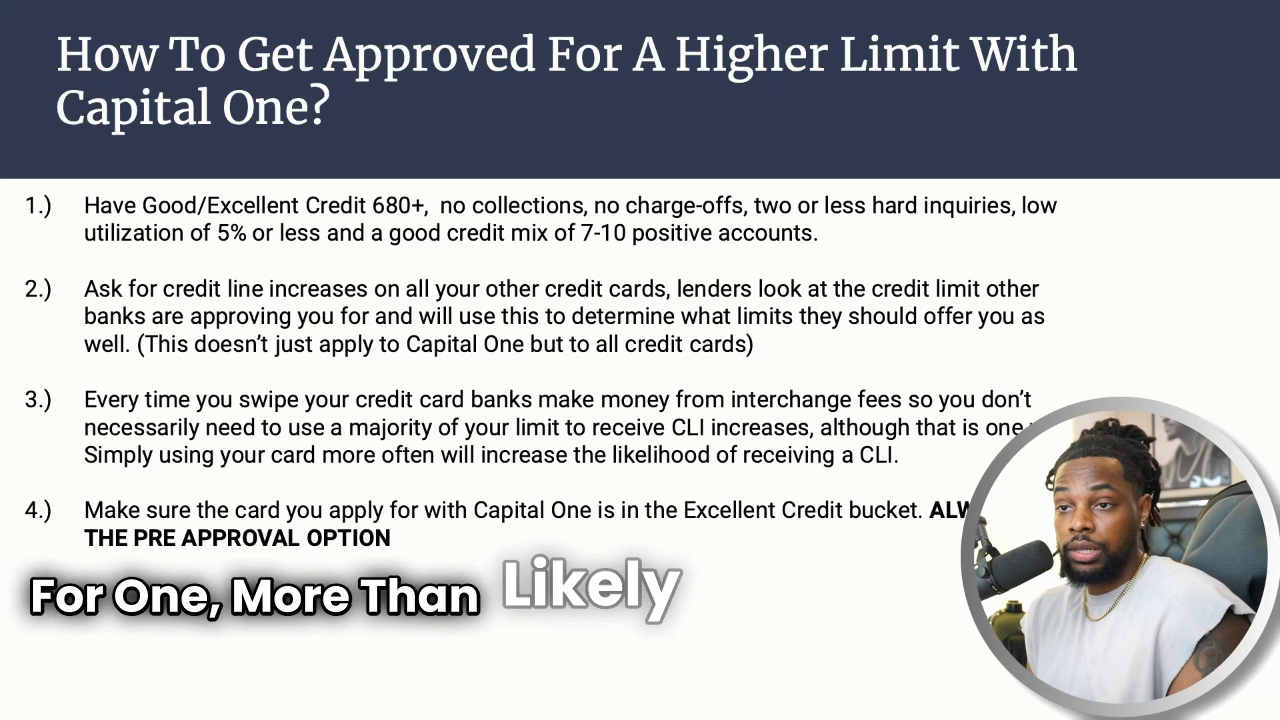 How To Get Approved For A Higher Limit With
Capital One?
1.) Have Good/Excellent Credit 680+, no collections, no charge-offs, two or less hard inquiries, low
utilization of 5% or less and a good credit mix of 7-10 positive accounts.
2.) Ask for credit line increases on all your other credit cards, lenders look at the credit limit other
banks are approving you for and will use this to determine what limits they should offer you as
well. (This doesn’t just apply to Capital One but to all credit cards)
3.) Every time you swipe your credit card banks make money from interchange fees so you don’t
necessarily need to use a majority of your limit to receive CLI increases, although that is one
Simply using your card more often will increase the likelihood of receiving a CLI.
4.) Make sure the card you apply for with Capital One is in the Excellent Credit bucket.
THE PRE APPROVAL OPTION
For One, More Than Likely